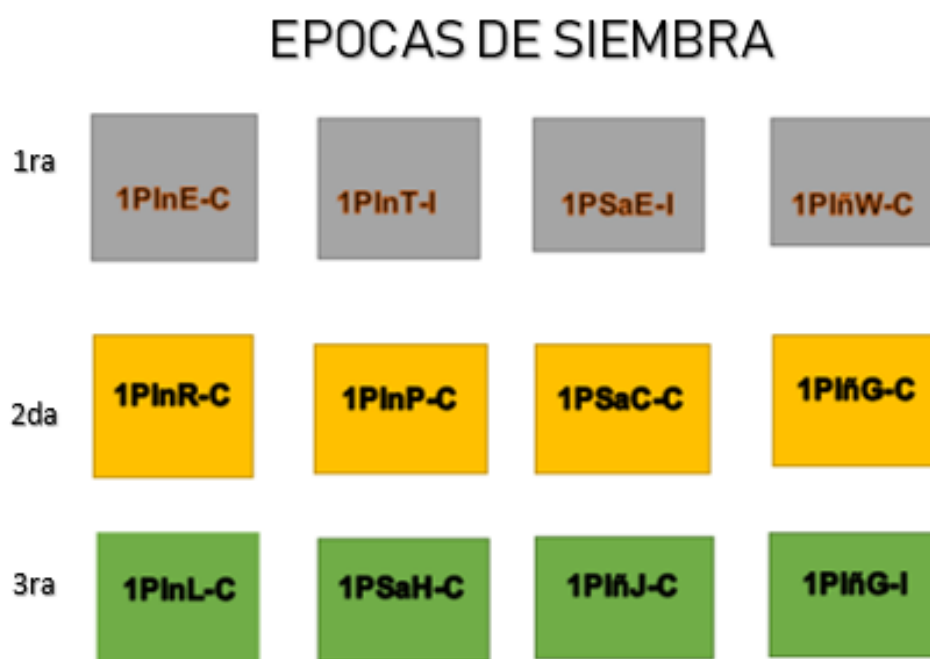 EPOCAS DE SIEMBRA
1ra
1PInE-C 1PInT-I 1PSaE-I 1PIñW-C
2da
1PInR-C 1PInP-C 1PSaC-C 1PIñG-C
3ra
1PInL-C 1PSaH-C 1PIñJ-C 1PIñG-I